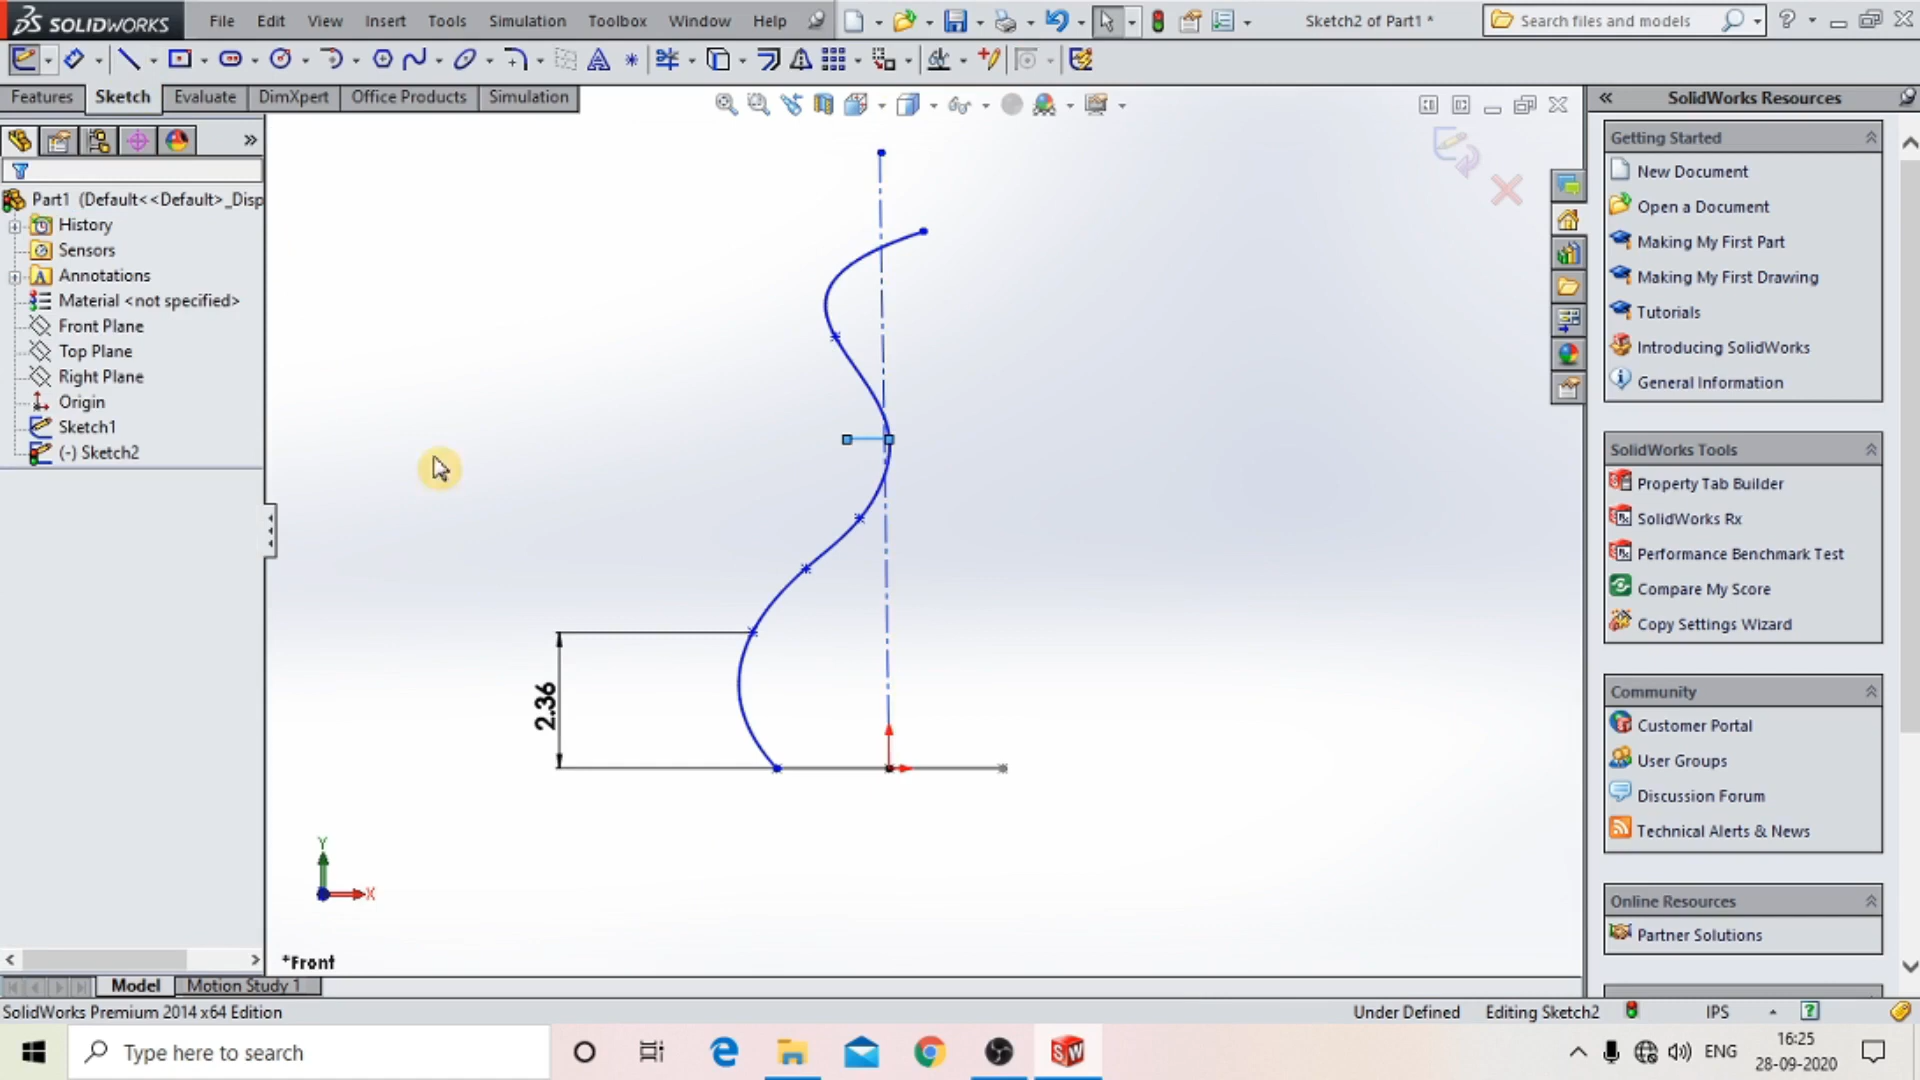 SOLIDWORKS File Edit View Insert Tools Simulation Toolbox Window Help Sketch2 of Part1 * Search files and models
Features Sketch Evaluate DimXpert Office Products Simulation
Part1 (Default<<Default>_Disp
History
Sensors
Annotations
Material <not specified>
Front Plane
Top Plane
Right Plane
Origin
Sketch1
(-) Sketch2
2.36
Y
X
*Front
SolidWorks Resources
Getting Started
New Document
Open a Document
Making My First Part
Making My First Drawing
Tutorials
Introducing SolidWorks
General Information
SolidWorks Tools
Property Tab Builder
SolidWorks Rx
Performance Benchmark Test
Compare My Score
Copy Settings Wizard
Community
Customer Portal
User Groups
Discussion Forum
Technical Alerts & News
Online Resources
Partner Solutions
Model Motion Study 1
SolidWorks Premium 2014 x64 Edition Under Defined Editing Sketch2 IPS
Type here to search ENG 16:25
28-09-2020